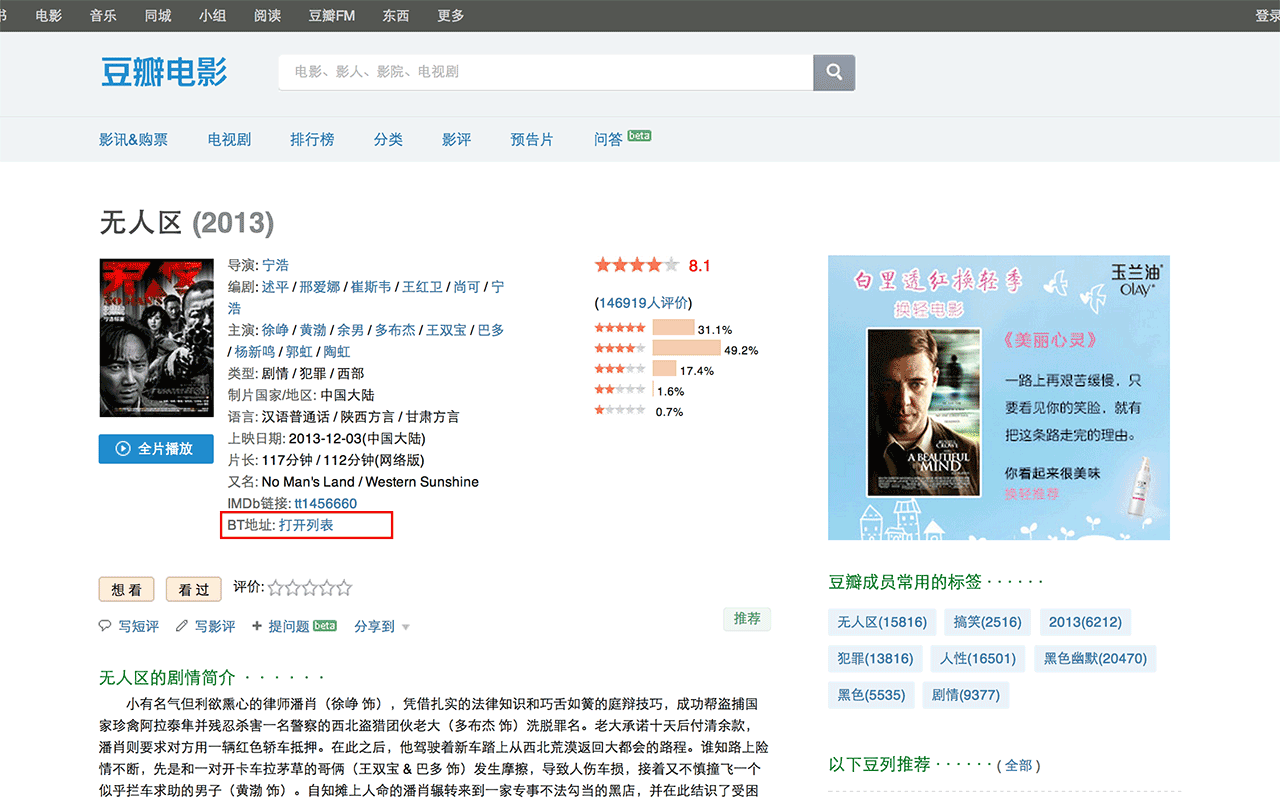 书 电影 音乐 同城 小组 阅读 豆瓣FM 东西 更多 登录
豆瓣电影
电影、影人、影院、电视剧
影讯&购票 电视剧 排行榜 分类 影评 预告片 问答 beta
无人区 (2013)
导演: 宁浩
编剧: 述平 / 邢爱娜 / 崔斯韦 / 王红卫 / 尚可 / 宁
浩
主演: 徐峥 / 黄渤 / 余男 / 多布杰 / 王双宝 / 巴多
/ 杨新鸣 / 郭虹 / 陶虹
类型: 剧情 / 犯罪 / 西部
制片国家/地区: 中国大陆
语言: 汉语普通话 / 陕西方言 / 甘肃方言
上映日期: 2013-12-03(中国大陆)
片长: 117分钟 / 112分钟(网络版)
又名: No Man's Land / Western Sunshine
IMDb链接: tt1456660
BT地址: 打开列表
无人区
全片播放
8.1
(146919人评价)
31.1%
49.2%
17.4%
1.6%
0.7%
白里透红换轻季
换轻电影
玉兰油
OLAY
《美丽心灵》
一路上再艰苦缓慢，只
要看见你的笑脸，就有
把这条路走完的理由。
你看起来很美味
换轻推荐
RUSSELL CROWE
A BEAUTIFUL
MIND
想看 看过 评价:
写短评 写影评 + 提问题 beta 分享到
推荐
无人区的剧情简介 · · · · · ·
小有名气但利欲熏心的律师潘肖（徐峥 饰），凭借扎实的法律知识和巧舌如簧的庭辩技巧，成功帮盗捕国
家珍禽阿拉泰隼并残忍杀害一名警察的西北盗猎团伙老大（多布杰 饰）洗脱罪名。老大承诺十天后付清余款，
潘肖则要求对方用一辆红色轿车抵押。在此之后，他驾驶着新车踏上从西北荒漠返回大都会的路程。谁知路上险
情不断，先是和一对开卡车拉茅草的哥俩（王双宝 & 巴多 饰）发生摩擦，导致人伤车损，接着又不慎撞飞一个
似乎拦车求助的男子（黄渤 饰）。自知摊上人命的潘肖辗转来到一家专事不法勾当的黑店，并在此结识了受困
豆瓣成员常用的标签 · · · · · ·
无人区(15816) 搞笑(2516) 2013(6212)
犯罪(13816) 人性(16501) 黑色幽默(20470)
黑色(5535) 剧情(9377)
以下豆列推荐 · · · · · · ( 全部 )